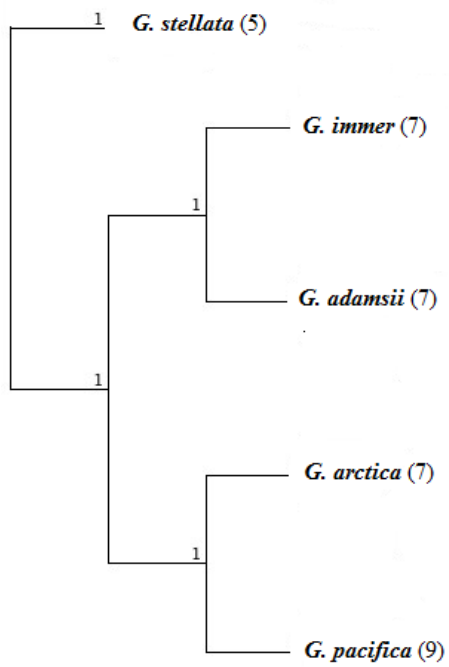 1
G. stellata (5)
G. immer (7)
1
G. adamsii (7)
1
G. arctica (7)
1
G. pacifica (9)